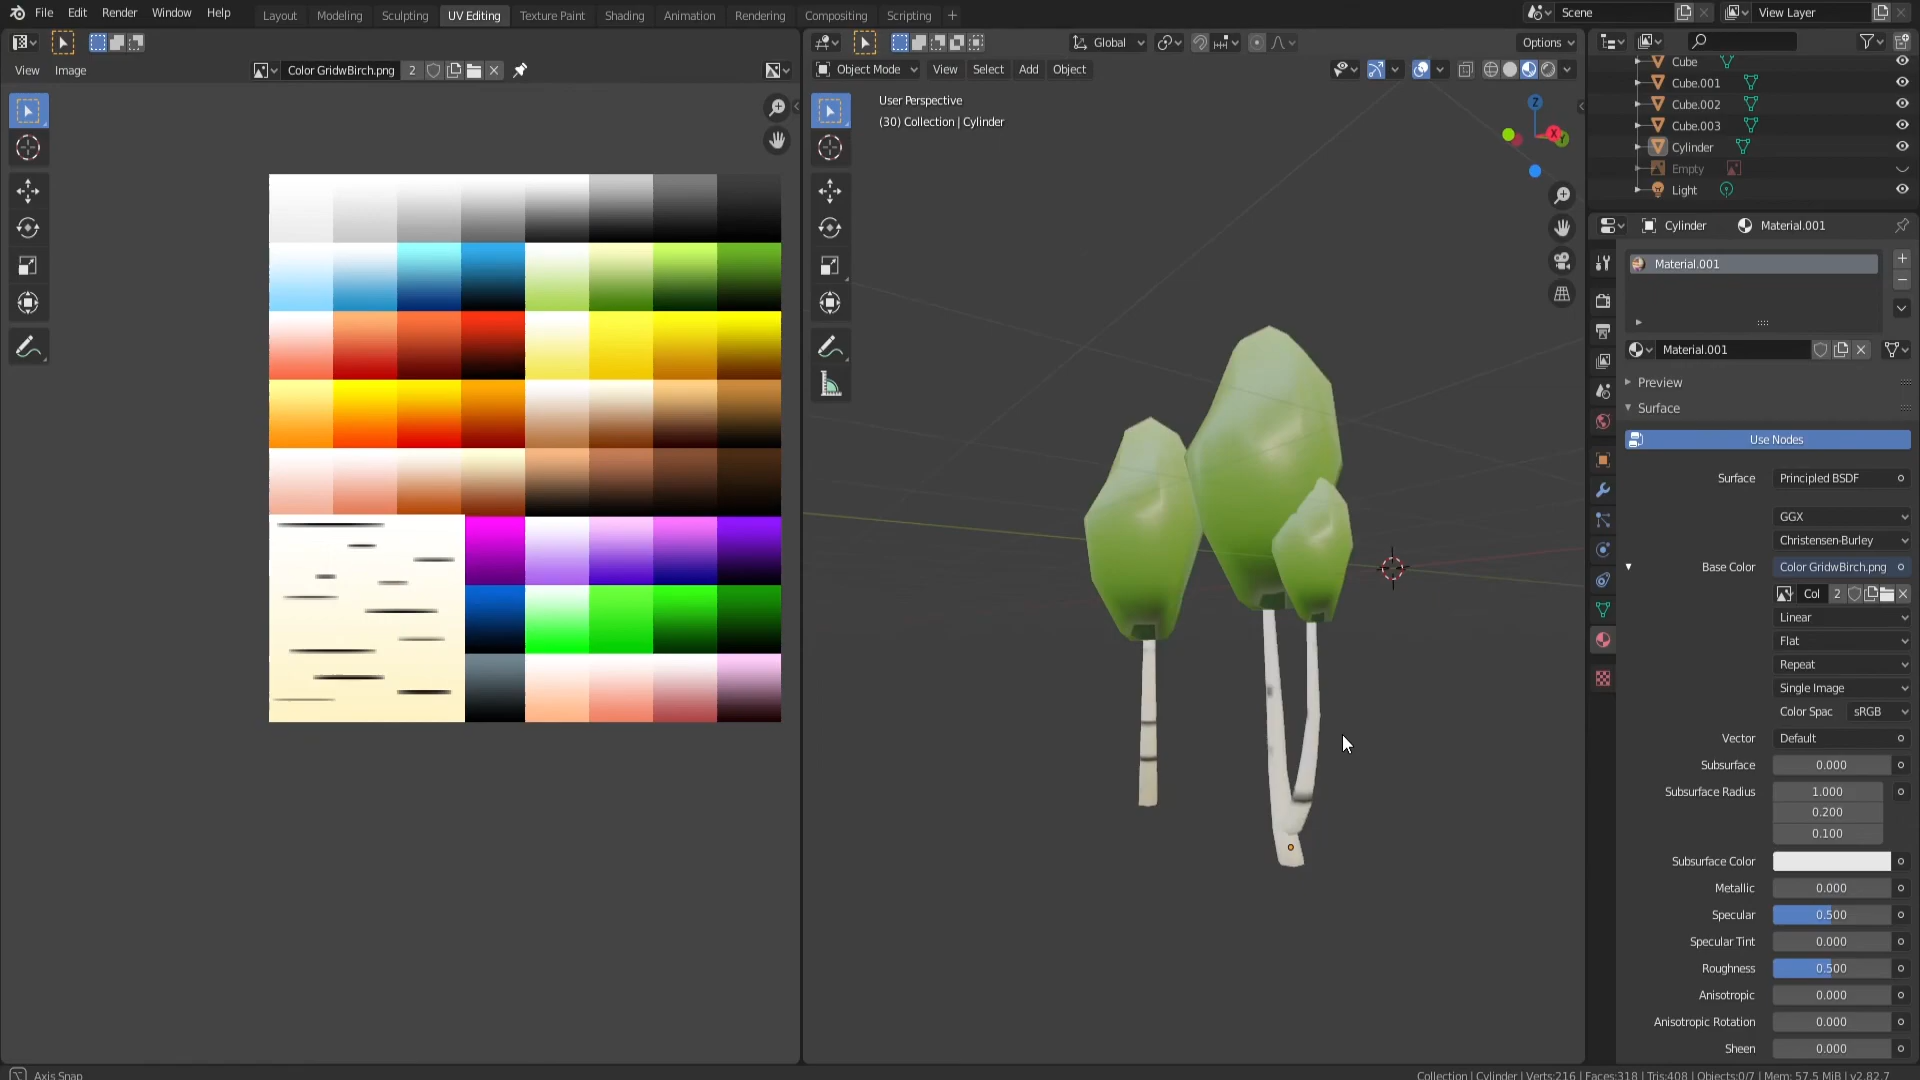 File Edit Render Window Help
Layout Modeling Sculpting UV Editing Texture Paint Shading Animation Rendering Compositing Scripting +
Scene
View Layer
Global
Options
View Image
Color GridwBirch.png 2
Object Mode View Select Add Object
User Perspective
(30) Collection | Cylinder
Z
X
Y
Cube
Cube.001
Cube.002
Cube.003
Cylinder
Empty
Light
Cylinder Material.001
Material.001
Material.001
Preview
Surface
Use Nodes
Surface Principled BSDF
GGX
Christensen-Burley
Base Color Color GridwBirch.png
Col 2
Linear
Flat
Repeat
Single Image
Color Spac sRGB
Vector Default
Subsurface 0.000
Subsurface Radius 1.000
0.200
0.100
Subsurface Color
Metallic 0.000
Specular 0.500
Specular Tint 0.000
Roughness 0.500
Anisotropic 0.000
Anisotropic Rotation 0.000
Sheen 0.000
Axis Snap
Collection | Cylinder | Verts:216 | Faces:318 | Tris:408 | Objects:0/7 | Mem: 57.5 MiB | v2.82.7